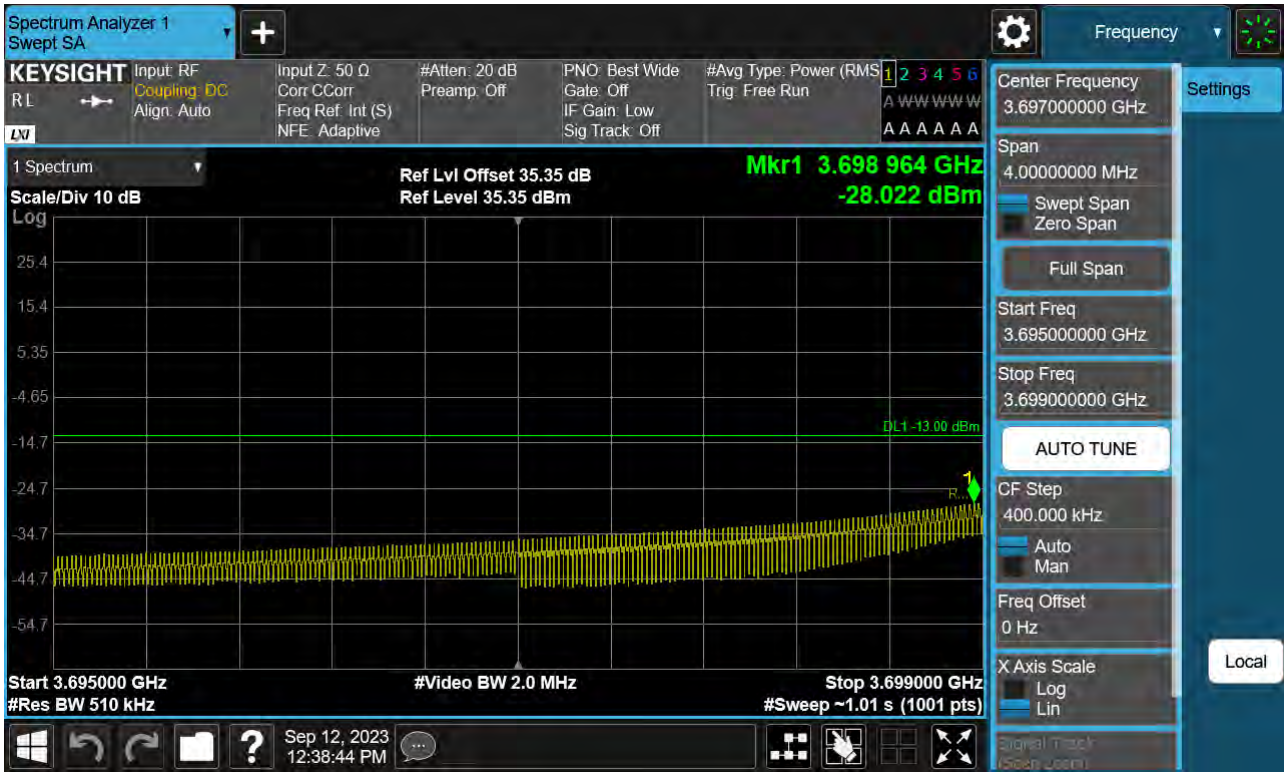 Spectrum Analyzer 1
Swept SA
+
Frequency
KEYSIGHT
RL
LXI
Input: RF
Coupling: DC
Align: Auto
Input Z: 50 Ω
Corr CCorr
Freq Ref: Int (S)
NFE: Adaptive
#Atten: 20 dB
Preamp: Off
PNO: Best Wide
Gate: Off
IF Gain: Low
Sig Track: Off
#Avg Type: Power (RMS
Trig: Free Run
1 2 3 4 5 6
A W W W W W
A A A A A A
1 Spectrum
Scale/Div 10 dB
Log
Ref Lvl Offset 35.35 dB
Ref Level 35.35 dBm
Mkr1 3.698 964 GHz
-28.022 dBm
25.4
15.4
5.35
-4.65
-14.7
-24.7
-34.7
-44.7
-54.7
DL1 -13.00 dBm
1
R...
Start 3.695000 GHz
#Res BW 510 kHz
#Video BW 2.0 MHz
Stop 3.699000 GHz
#Sweep ~1.01 s (1001 pts)
Center Frequency
3.697000000 GHz
Settings
Span
4.00000000 MHz
Swept Span
Zero Span
Full Span
Start Freq
3.695000000 GHz
Stop Freq
3.699000000 GHz
AUTO TUNE
CF Step
400.000 kHz
Auto
Man
Freq Offset
0 Hz
X Axis Scale
Log
Lin
Signal Track
(Span Zoom)
Local
?
Sep 12, 2023
12:38:44 PM